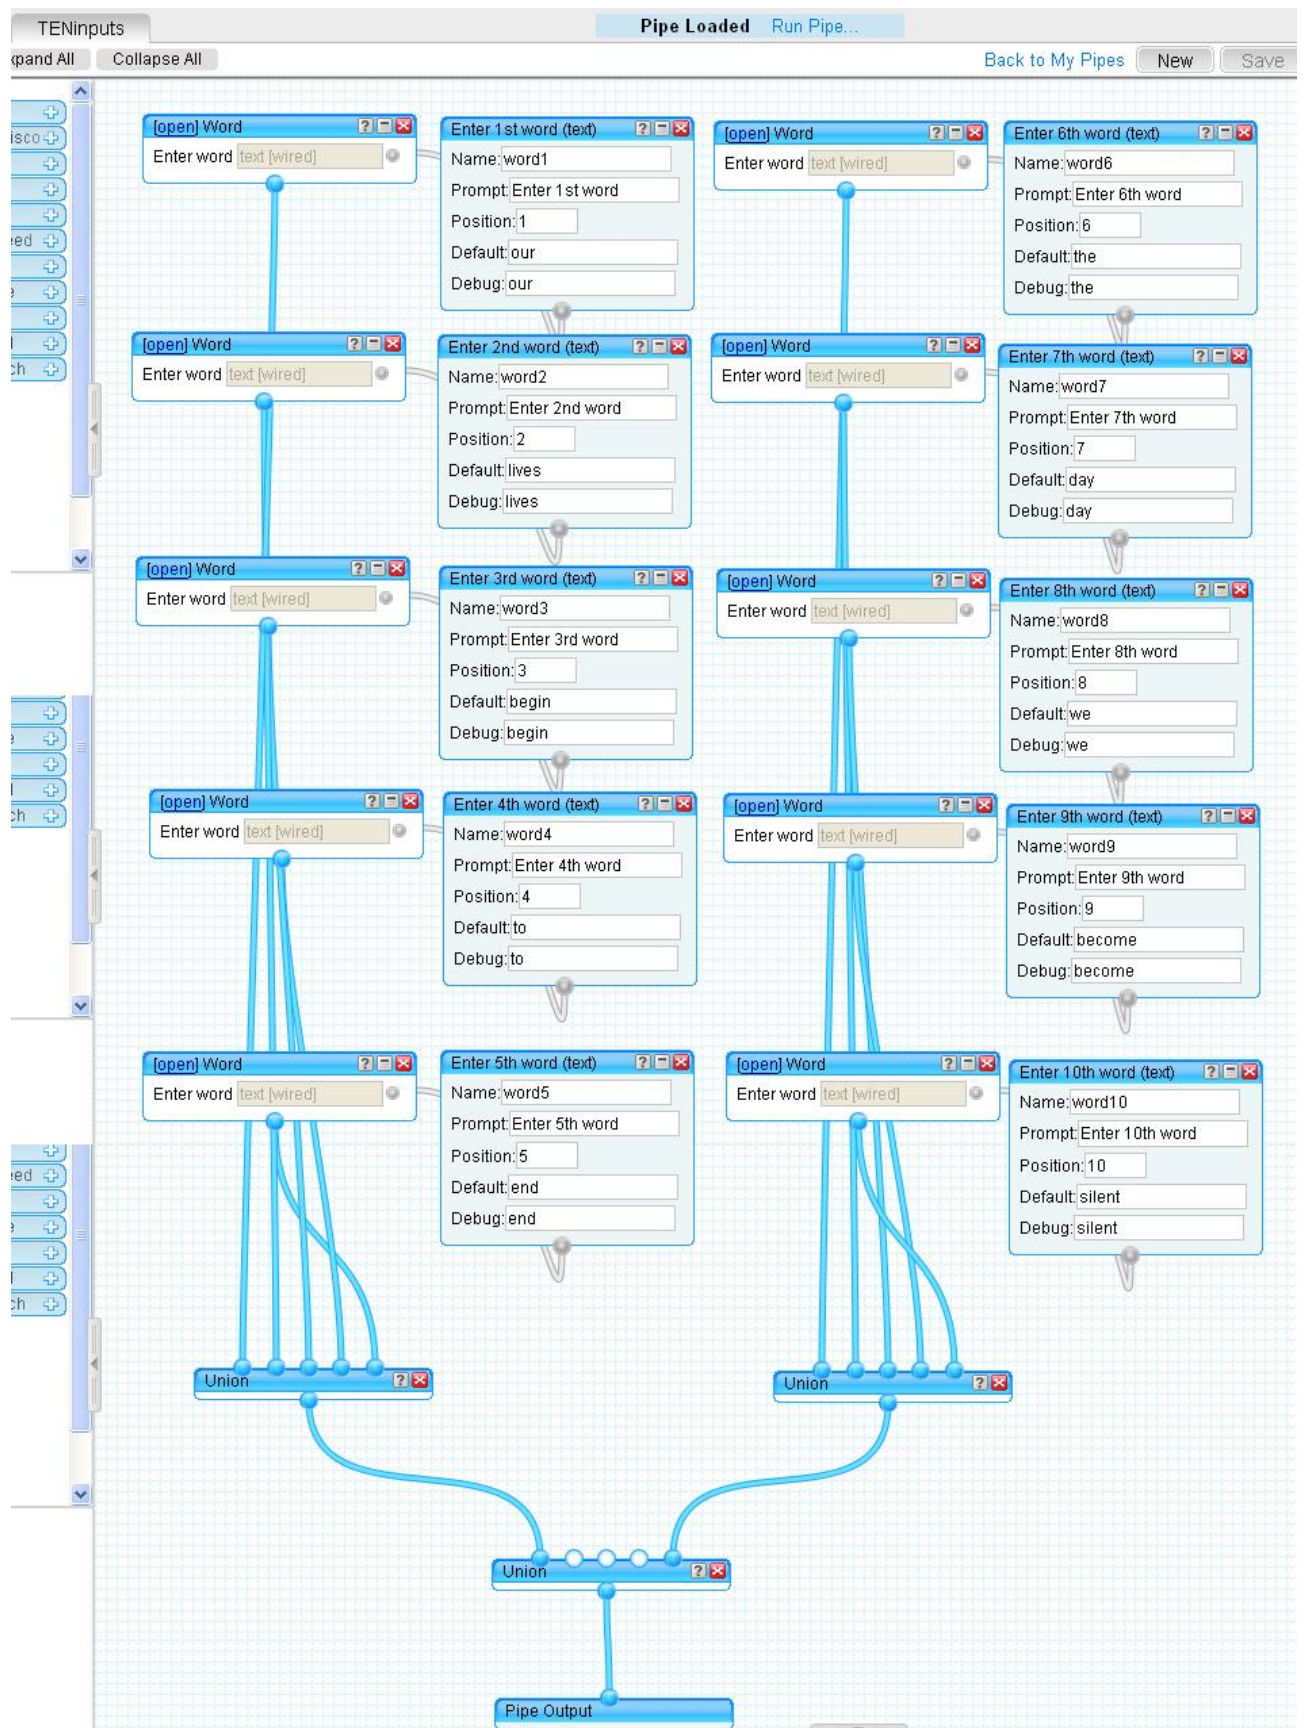 TENinputs
Pipe Loaded Run Pipe...
xpand All Collapse All
Back to My Pipes New Save
isco
eed
ch
ch
eed
ch
[open] Word
Enter word text [wired]
Enter 1st word (text)
Name: word1
Prompt: Enter 1st word
Position: 1
Default: our
Debug: our
[open] Word
Enter word text [wired]
Enter 2nd word (text)
Name: word2
Prompt: Enter 2nd word
Position: 2
Default: lives
Debug: lives
[open] Word
Enter word text [wired]
Enter 3rd word (text)
Name: word3
Prompt: Enter 3rd word
Position: 3
Default: begin
Debug: begin
[open] Word
Enter word text [wired]
Enter 4th word (text)
Name: word4
Prompt: Enter 4th word
Position: 4
Default: to
Debug: to
[open] Word
Enter word text [wired]
Enter 5th word (text)
Name: word5
Prompt: Enter 5th word
Position: 5
Default: end
Debug: end
Union
[open] Word
Enter word text [wired]
Enter 6th word (text)
Name: word6
Prompt: Enter 6th word
Position: 6
Default: the
Debug: the
[open] Word
Enter word text [wired]
Enter 7th word (text)
Name: word7
Prompt: Enter 7th word
Position: 7
Default: day
Debug: day
[open] Word
Enter word text [wired]
Enter 8th word (text)
Name: word8
Prompt: Enter 8th word
Position: 8
Default: we
Debug: we
[open] Word
Enter word text [wired]
Enter 9th word (text)
Name: word9
Prompt: Enter 9th word
Position: 9
Default: become
Debug: become
[open] Word
Enter word text [wired]
Enter 10th word (text)
Name: word10
Prompt: Enter 10th word
Position: 10
Default: silent
Debug: silent
Union
Union
Pipe Output